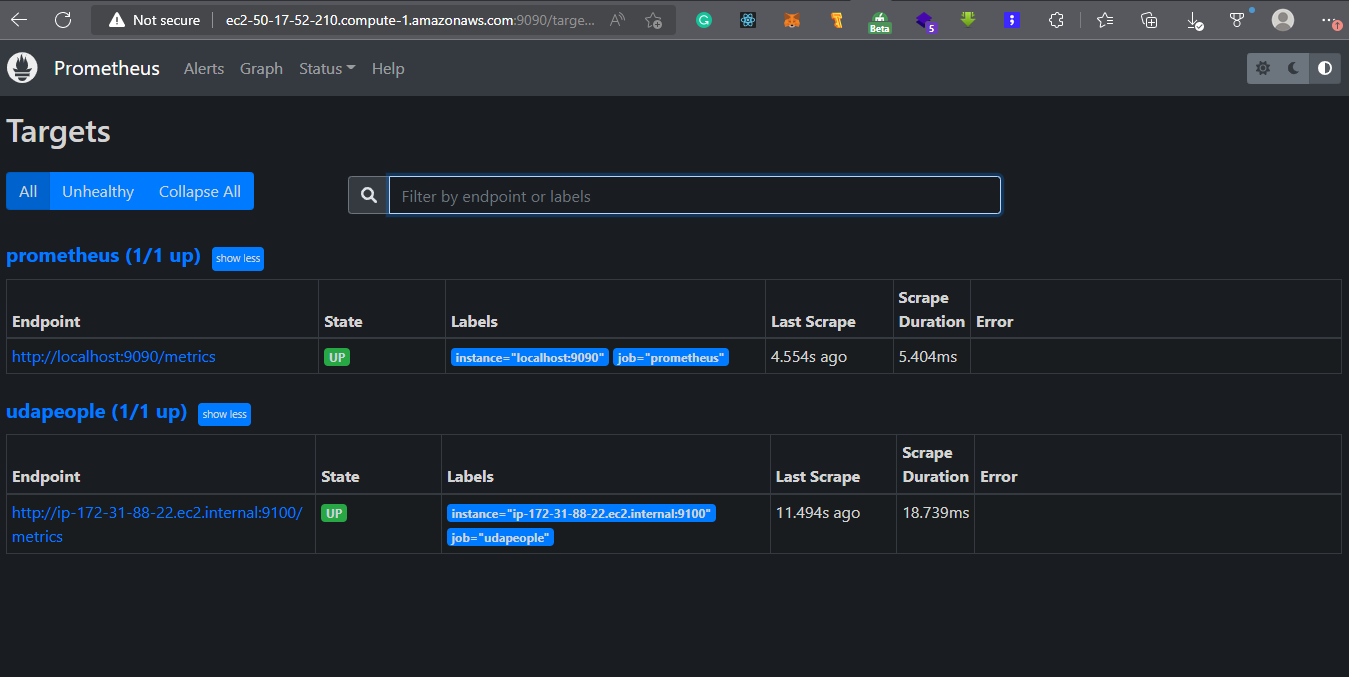 Not secure ec2-50-17-52-210.compute-1.amazonaws.com:9090/targe...
Beta
5
Prometheus Alerts Graph Status Help
Targets
All Unhealthy Collapse All
Filter by endpoint or labels
prometheus (1/1 up) show less
Endpoint State Labels Last Scrape Scrape Duration Error
http://localhost:9090/metrics UP instance="localhost:9090" job="prometheus" 4.554s ago 5.404ms
udapeople (1/1 up) show less
Endpoint State Labels Last Scrape Scrape Duration Error
http://ip-172-31-88-22.ec2.internal:9100/ UP instance="ip-172-31-88-22.ec2.internal:9100" 11.494s ago 18.739ms
metrics job="udapeople"